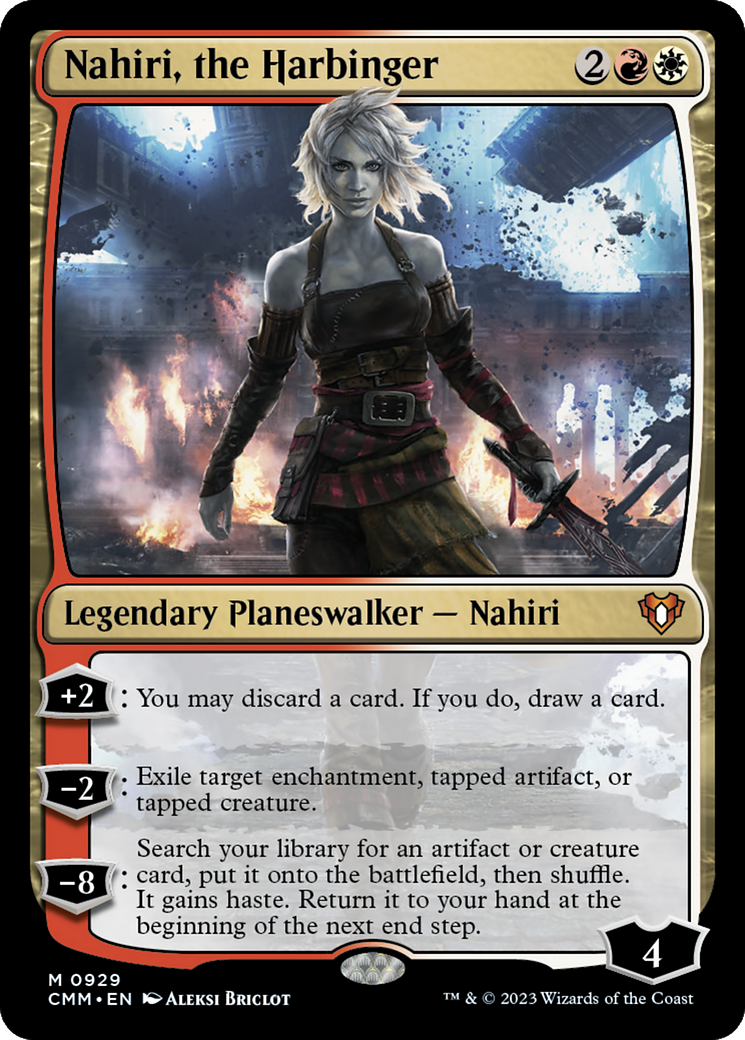 Nahiri, the Harbinger 2
Legendary Planeswalker — Nahiri
+2: You may discard a card. If you do, draw a card.
−2: Exile target enchantment, tapped artifact, or
tapped creature.
−8: Search your library for an artifact or creature
card, put it onto the battlefield, then shuffle.
It gains haste. Return it to your hand at the
beginning of the next end step.
4
M 0929
CMM • EN Aleksi Briclot
™ & © 2023 Wizards of the Coast